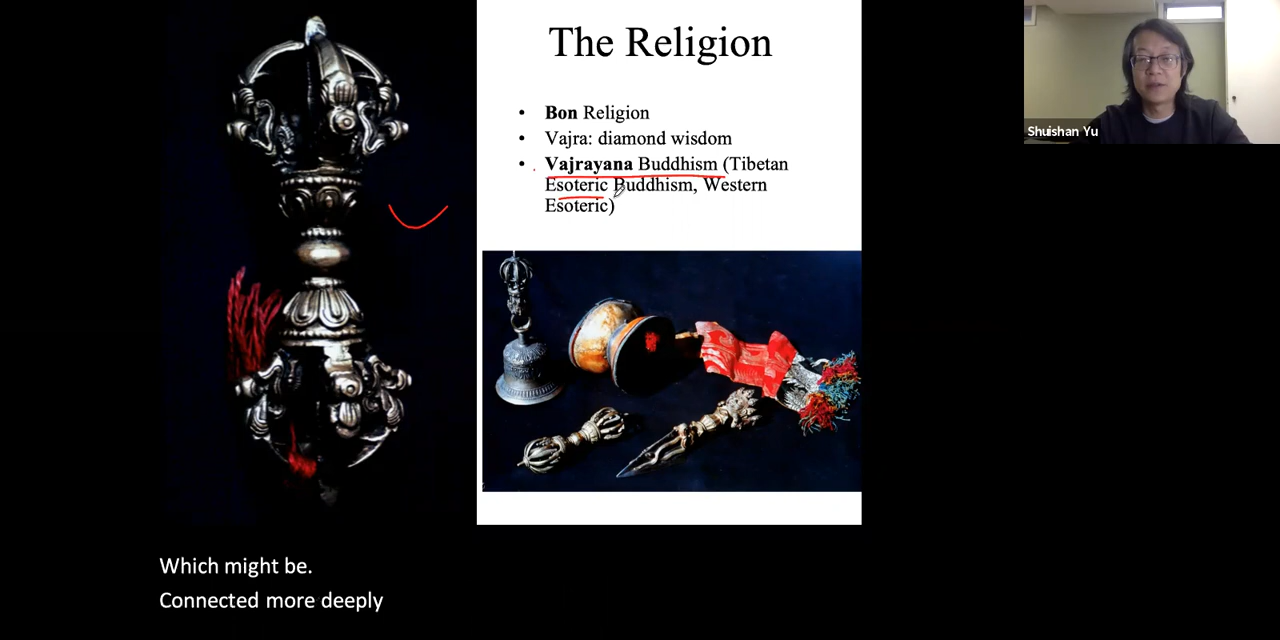 The Religion
• Bon Religion
• Vajra: diamond wisdom
• Vajrayana Buddhism (Tibetan
Esoteric Buddhism, Western
Esoteric)
Shuishan Yu
Which might be.
Connected more deeply